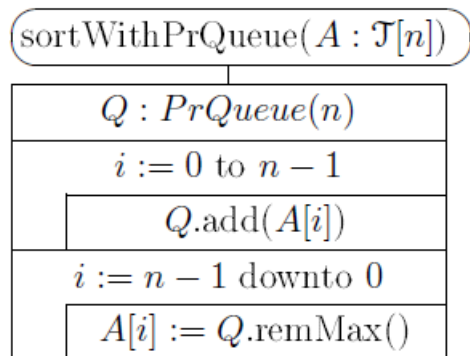 sortWithPrQueue(A : 𝒯[n])
Q : PrQueue(n)
i := 0 to n − 1
Q.add(A[i])
i := n − 1 downto 0
A[i] := Q.remMax()